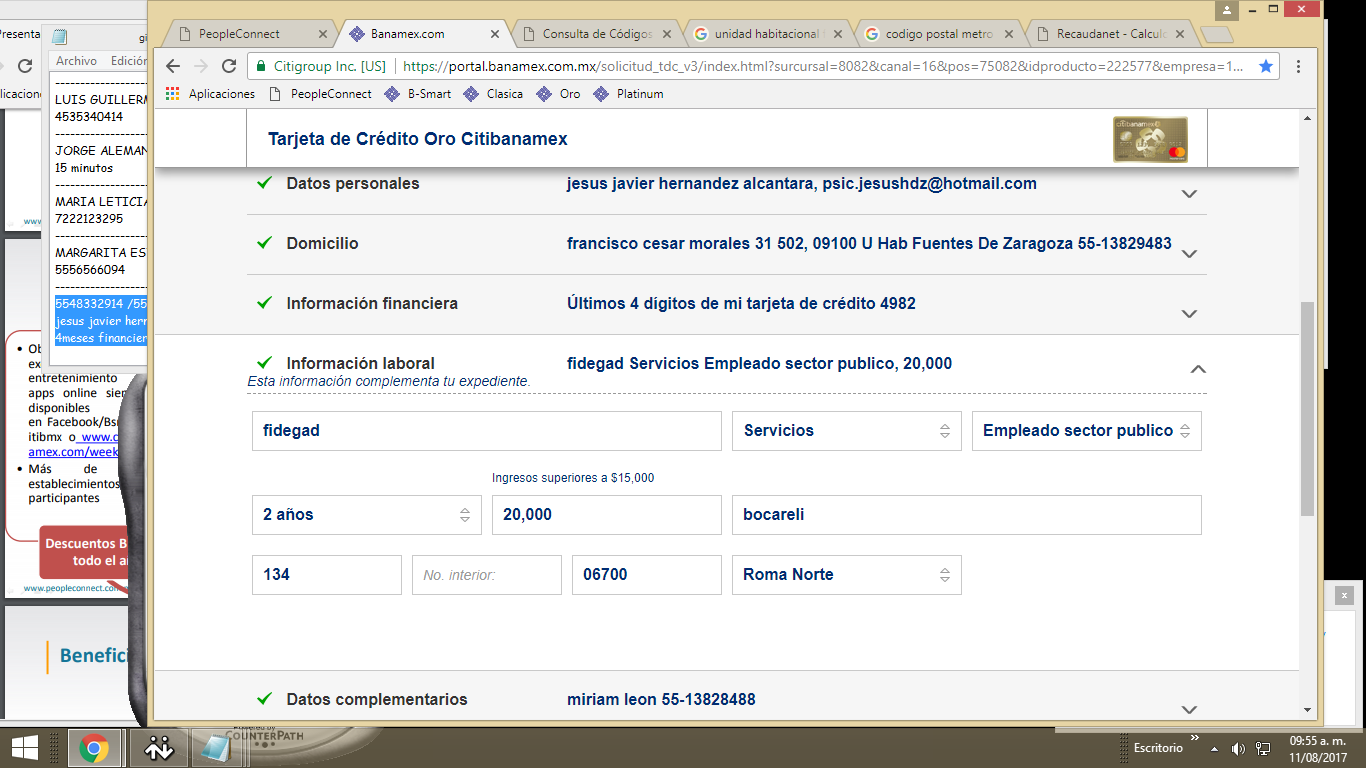 PeopleConnect
Banamex.com
Consulta de Códigos
unidad habitacional
codigo postal metro
Recaudanet - Calcu
Citigroup Inc. [US] https://portal.banamex.com.mx/solicitud_tdc_v3/index.html?surcursal=8082&canal=16&pos=75082&idproducto=222577&empresa=1...
Aplicaciones PeopleConnect B-Smart Clasica Oro Platinum
Archivo Edición
LUIS GUILLERM
4535340414
JORGE ALEMAN
15 minutos
MARIA LETICIA
7222123295
MARGARITA ES
5556566094
5548332914 /55
jesus javier herr
4meses financier
entretenimiento
apps online sien
disponibles
en Facebook/Bsr
itibmx o www.c
amex.com/week
Más de
establecimientos
participantes
Descuentos B
todo el a
www.peopleconnect.com
Benefici
Tarjeta de Crédito Oro Citibanamex
Datos personales jesus javier hernandez alcantara, psic.jesushdz@hotmail.com
Domicilio francisco cesar morales 31 502, 09100 U Hab Fuentes De Zaragoza 55-13829483
Información financiera Últimos 4 dígitos de mi tarjeta de crédito 4982
Información laboral fidegad Servicios Empleado sector publico, 20,000
Esta información complementa tu expediente.
fidegad Servicios Empleado sector publico
Ingresos superiores a $15,000
2 años 20,000 bocareli
134 No. interior: 06700 Roma Norte
Datos complementarios miriam leon 55-13828488
Powered by
COUNTERPATH
Escritorio
09:55 a. m.
11/08/2017